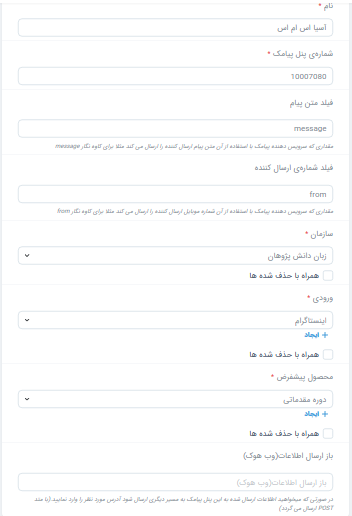 نام *
آسیا اس ام اس
شماره‌ی پنل پیامک *
10007080
فیلد متن پیام
message
مقداری که سرویس دهنده پیامک با استفاده از آن متن پیام ارسال کننده را ارسال می کند مثلا برای کاوه نگار message
فیلد شماره‌ی ارسال کننده
from
مقداری که سرویس دهنده پیامک با استفاده از آن شماره موبایل ارسال کننده را ارسال می کند مثلا برای کاوه نگار from
سازمان *
زبان دانش پژوهان
همراه با حذف شده ها
ورودی *
اینستاگرام
+ ایجاد
همراه با حذف شده ها
محصول پیشفرض *
دوره مقدماتی
+ ایجاد
همراه با حذف شده ها
باز ارسال اطلاعات(وب هوک)
باز ارسال اطلاعات(وب هوک)
در صورتی که میخواهید اطلاعات ارسال شده به این پنل پیامک به مسیر دیگری ارسال شود آدرس مورد نظر را وارد نمایید.(با متد
POST ارسال می گردد)